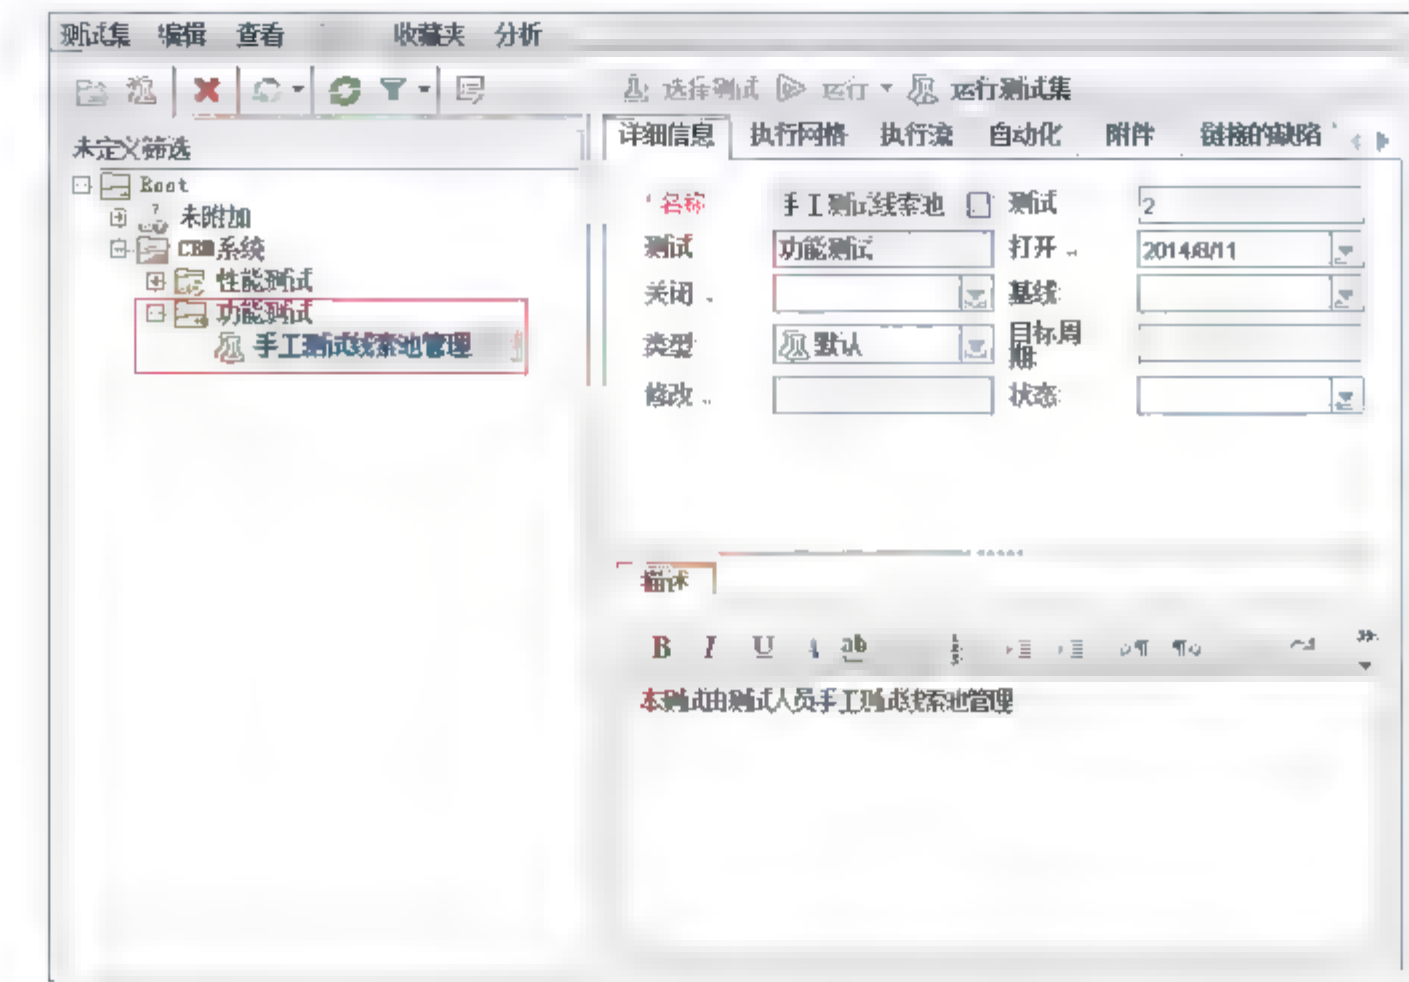 测试集 编辑 查看 收藏夹 分析
选择测试 运行 运行测试集
未定义筛选
Root
未附加
CBM系统
性能测试
功能测试
手工测试线索池管理
详细信息 执行网格 执行流 自动化 附件 链接的缺陷
名称 手工测试线索池 测试 2
测试 功能测试 打开 2014/8/11
关闭 基线:
类型 默认 目标周期:
修改 状态:
描述
B I U A ab
本测试由测试人员手工测试线索池管理